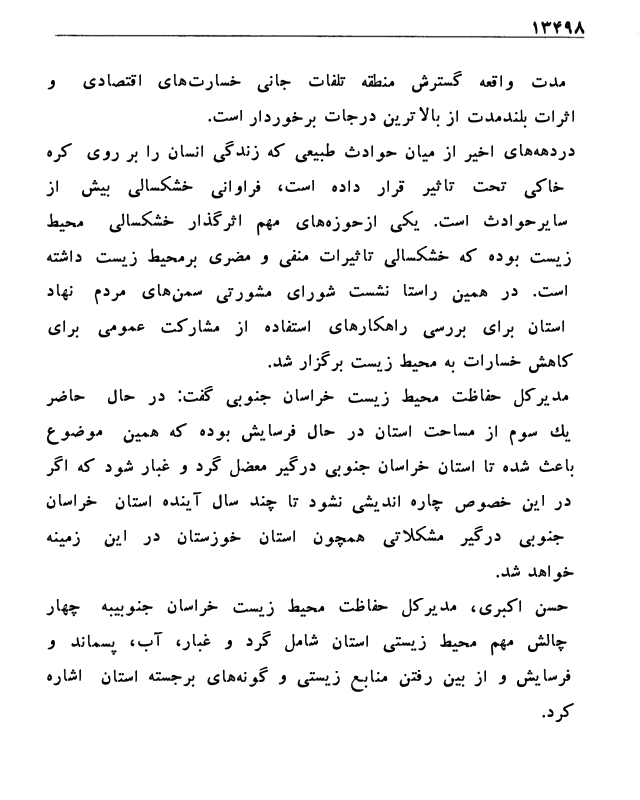 ۱۳۴۹۸
مدت واقعه گسترش منطقه تلفات جانی خسارت‌های اقتصادی و
اثرات بلندمدت از بالاترین درجات برخوردار است.
دردهه‌های اخیر از میان حوادث طبیعی که زندگی انسان را بر روی کره
خاکی تحت تاثیر قرار داده است، فراوانی خشکسالی بیش از
سایرحوادث است. یکی ازحوزه‌های مهم اثرگذار خشکسالی محیط
زیست بوده که خشکسالی تاثیرات منفی و مضری برمحیط زیست داشته
است. در همین راستا نشست شورای مشورتی سمن‌های مردم نهاد
استان برای بررسی راهکارهای استفاده از مشارکت عمومی برای
کاهش خسارات به محیط زیست برگزار شد.
مدیرکل حفاظت محیط زیست خراسان جنوبی گفت: در حال حاضر
یك سوم از مساحت استان در حال فرسایش بوده که همین موضوع
باعث شده تا استان خراسان جنوبی درگیر معضل گرد و غبار شود که اگر
در این خصوص چاره اندیشی نشود تا چند سال آینده استان خراسان
جنوبی درگیر مشکلاتی همچون استان خوزستان در این زمینه
خواهد شد.
حسن اکبری، مدیرکل حفاظت محیط زیست خراسان جنوبیبه چهار
چالش مهم محیط زیستی استان شامل گرد و غبار، آب، پسماند و
فرسایش و از بین رفتن منابع زیستی و گونه‌های برجسته استان اشاره
کرد.